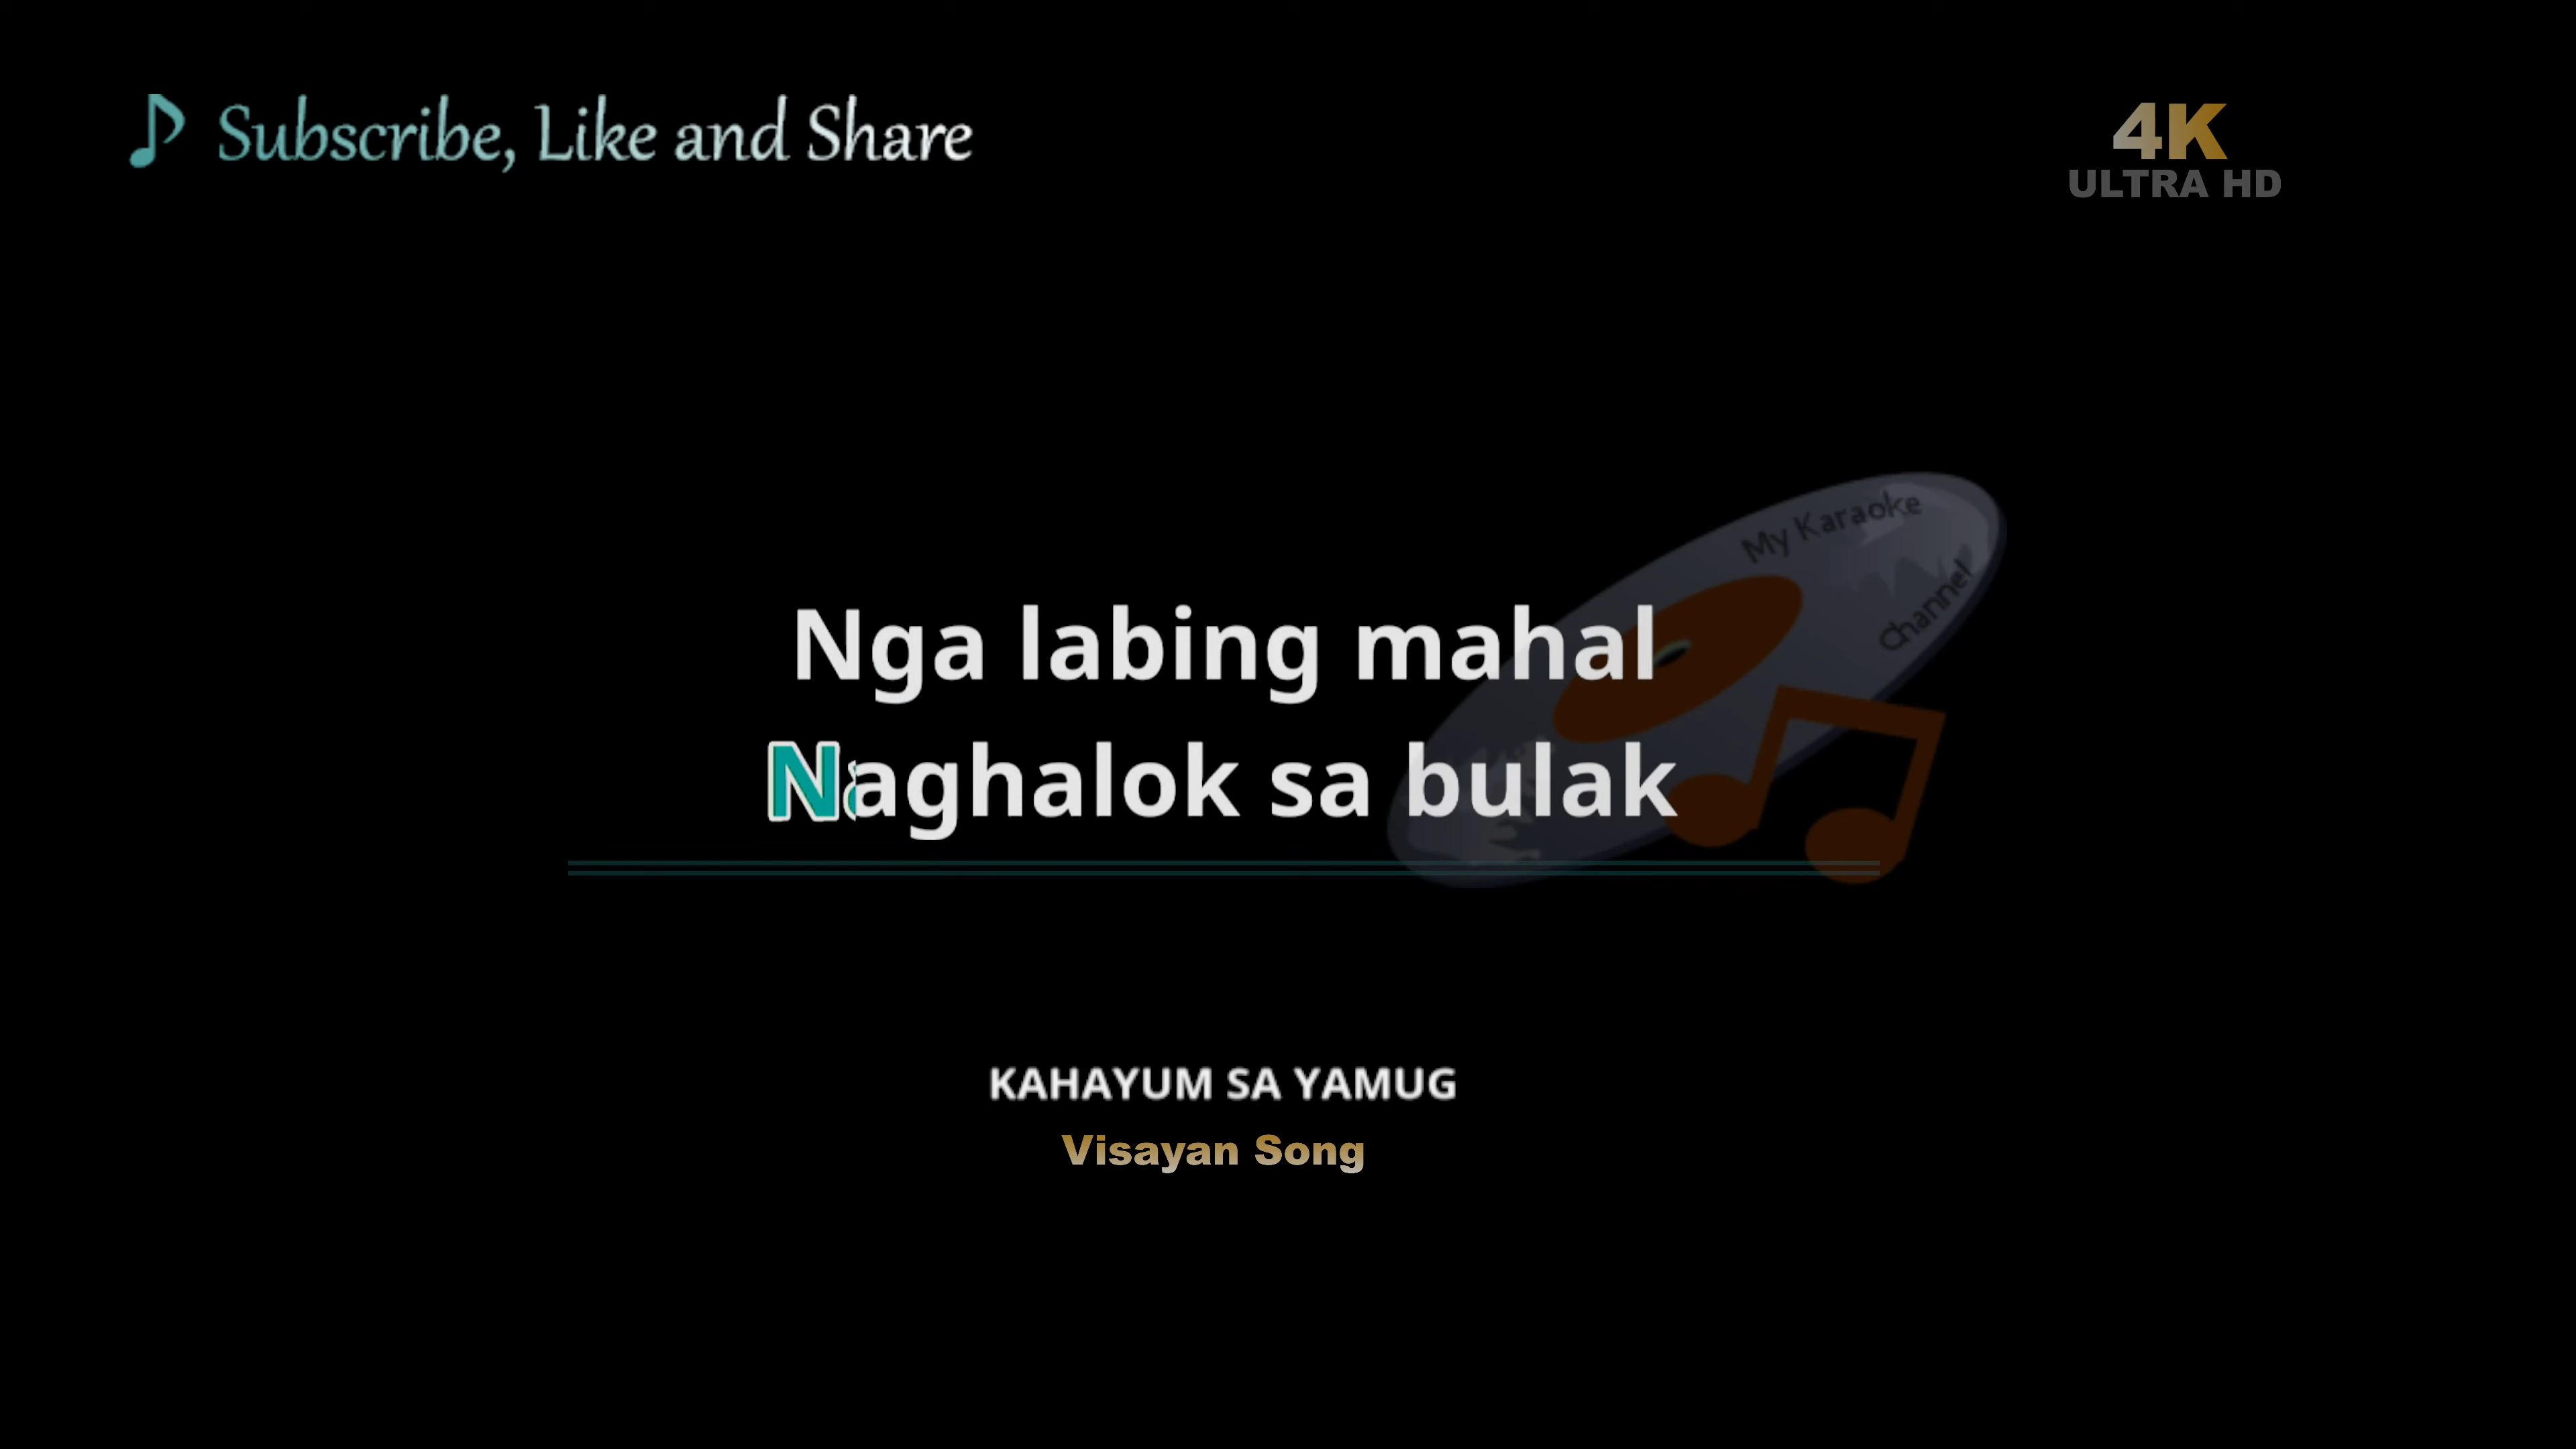 Subscribe, Like and Share
4K
ULTRA HD
My Karaoke
channel
Nga labing mahal
Naghalok sa bulak
KAHAYUM SA YAMUG
Visayan Song